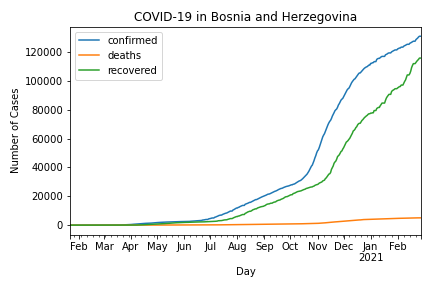 COVID-19 in Bosnia and Herzegovina
confirmed
deaths
recovered
Number of Cases
120000
100000
80000
60000
40000
20000
0
Feb Mar Apr May Jun Jul Aug Sep Oct Nov Dec Jan Feb
2021
Day